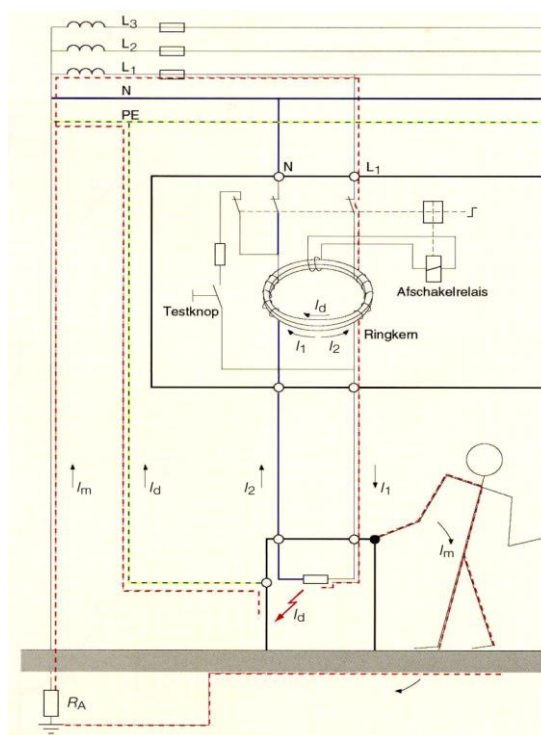 L3
L2
L1
N
PE
N
L1
Testknop
Id
I1 I2
Afschakelrelais
Ringkern
Im
Id
I2
I1
Im
Id
RA